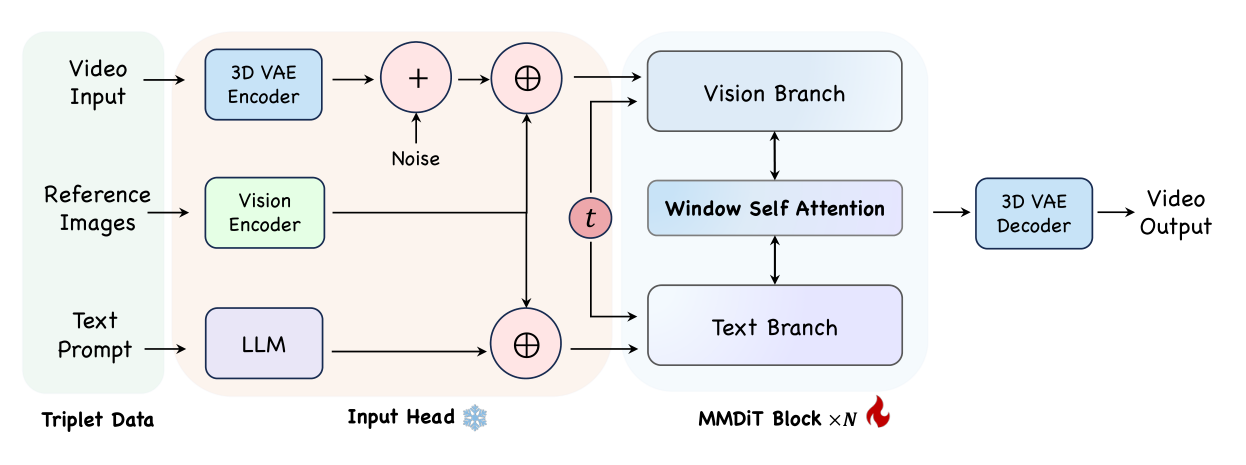 Video
Input
3D VAE
Encoder
+
⊕
Noise
Vision Branch
Reference
Images
Vision
Encoder
t
Window Self Attention
3D VAE
Decoder
Video
Output
Text
Prompt
LLM
⊕
Text Branch
Triplet Data
Input Head
MMDiT Block ×N